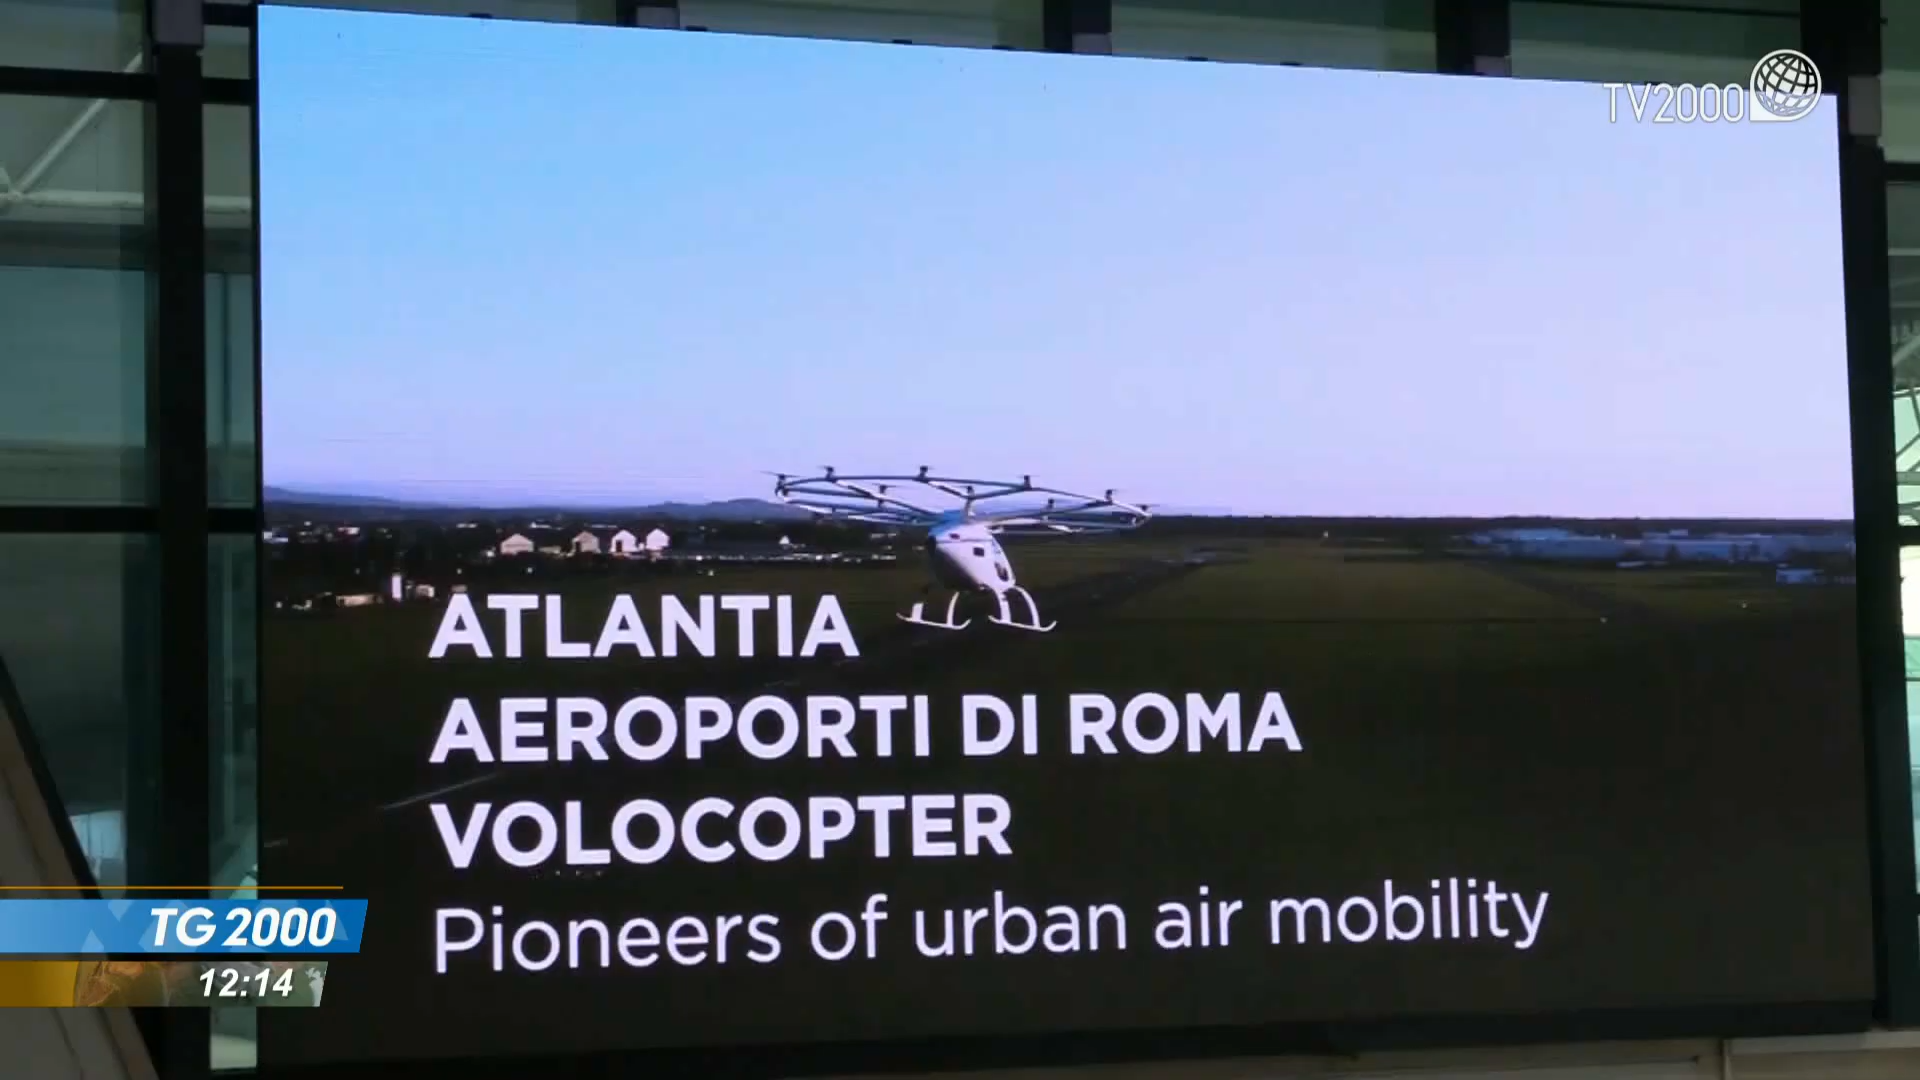 TV2000
ATLANTIA
AEROPORTI DI ROMA
VOLOCOPTER
Pioneers of urban air mobility
TG 2000
12:14